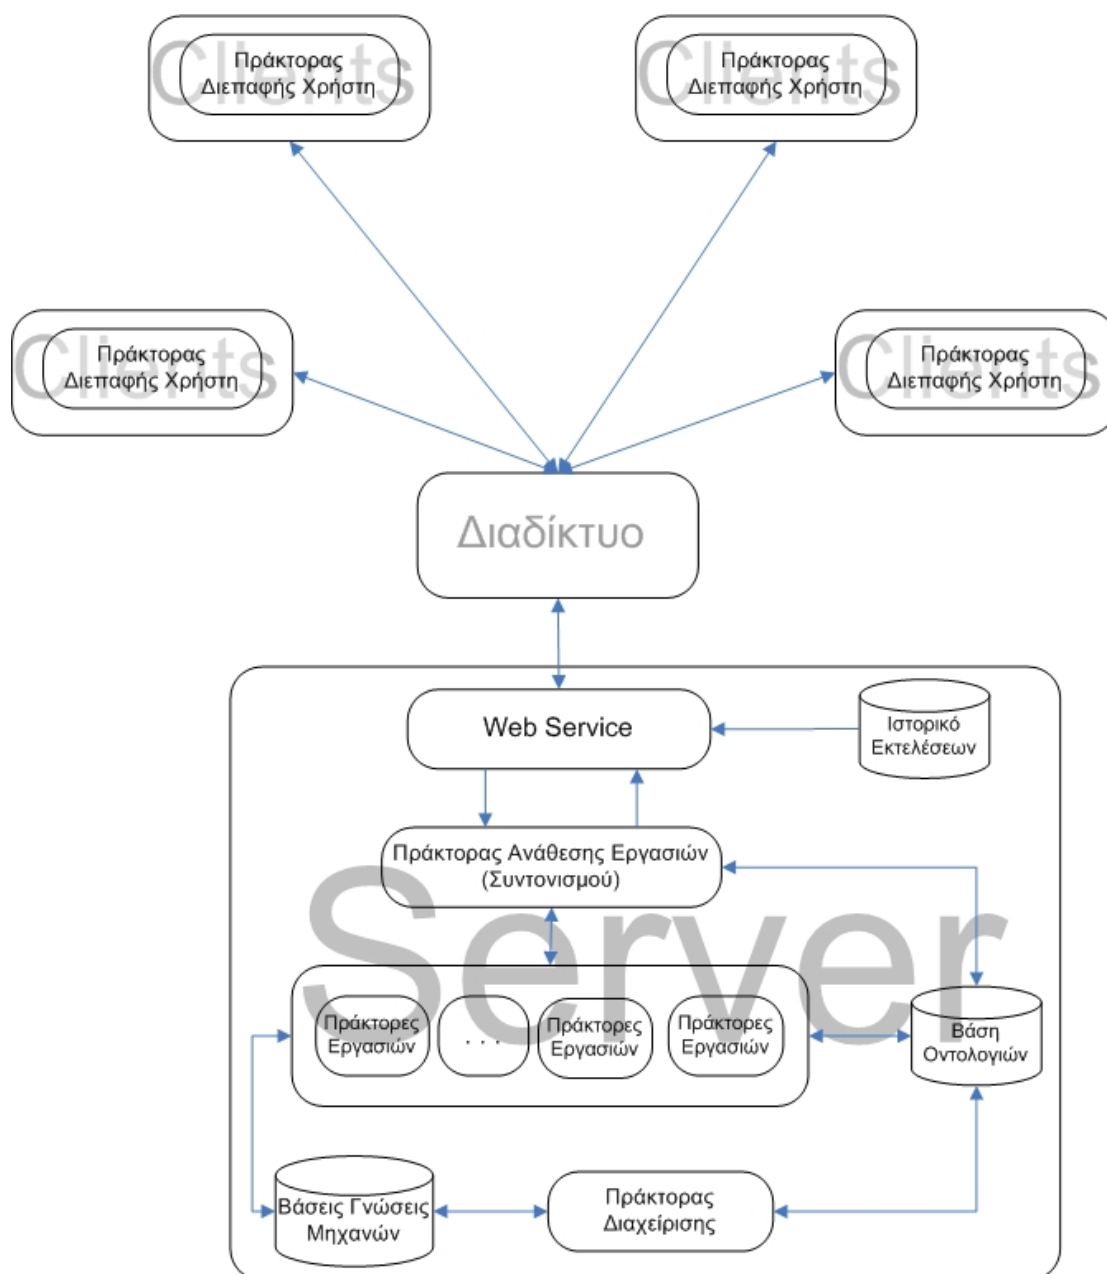 Clients
Πράκτορας
Διεπαφής Χρήστη
Clients
Πράκτορας
Διεπαφής Χρήστη
Clients
Πράκτορας
Διεπαφής Χρήστη
Clients
Πράκτορας
Διεπαφής Χρήστη
Διαδίκτυο
Web Service
Ιστορικό
Εκτελέσεων
Πράκτορας Ανάθεσης Εργασιών
(Συντονισμού)
Server
Πράκτορες
Εργασιών
. . .
Πράκτορες
Εργασιών
Πράκτορες
Εργασιών
Βάση
Οντολογιών
Βάσεις Γνώσεις
Μηχανών
Πράκτορας
Διαχείρισης